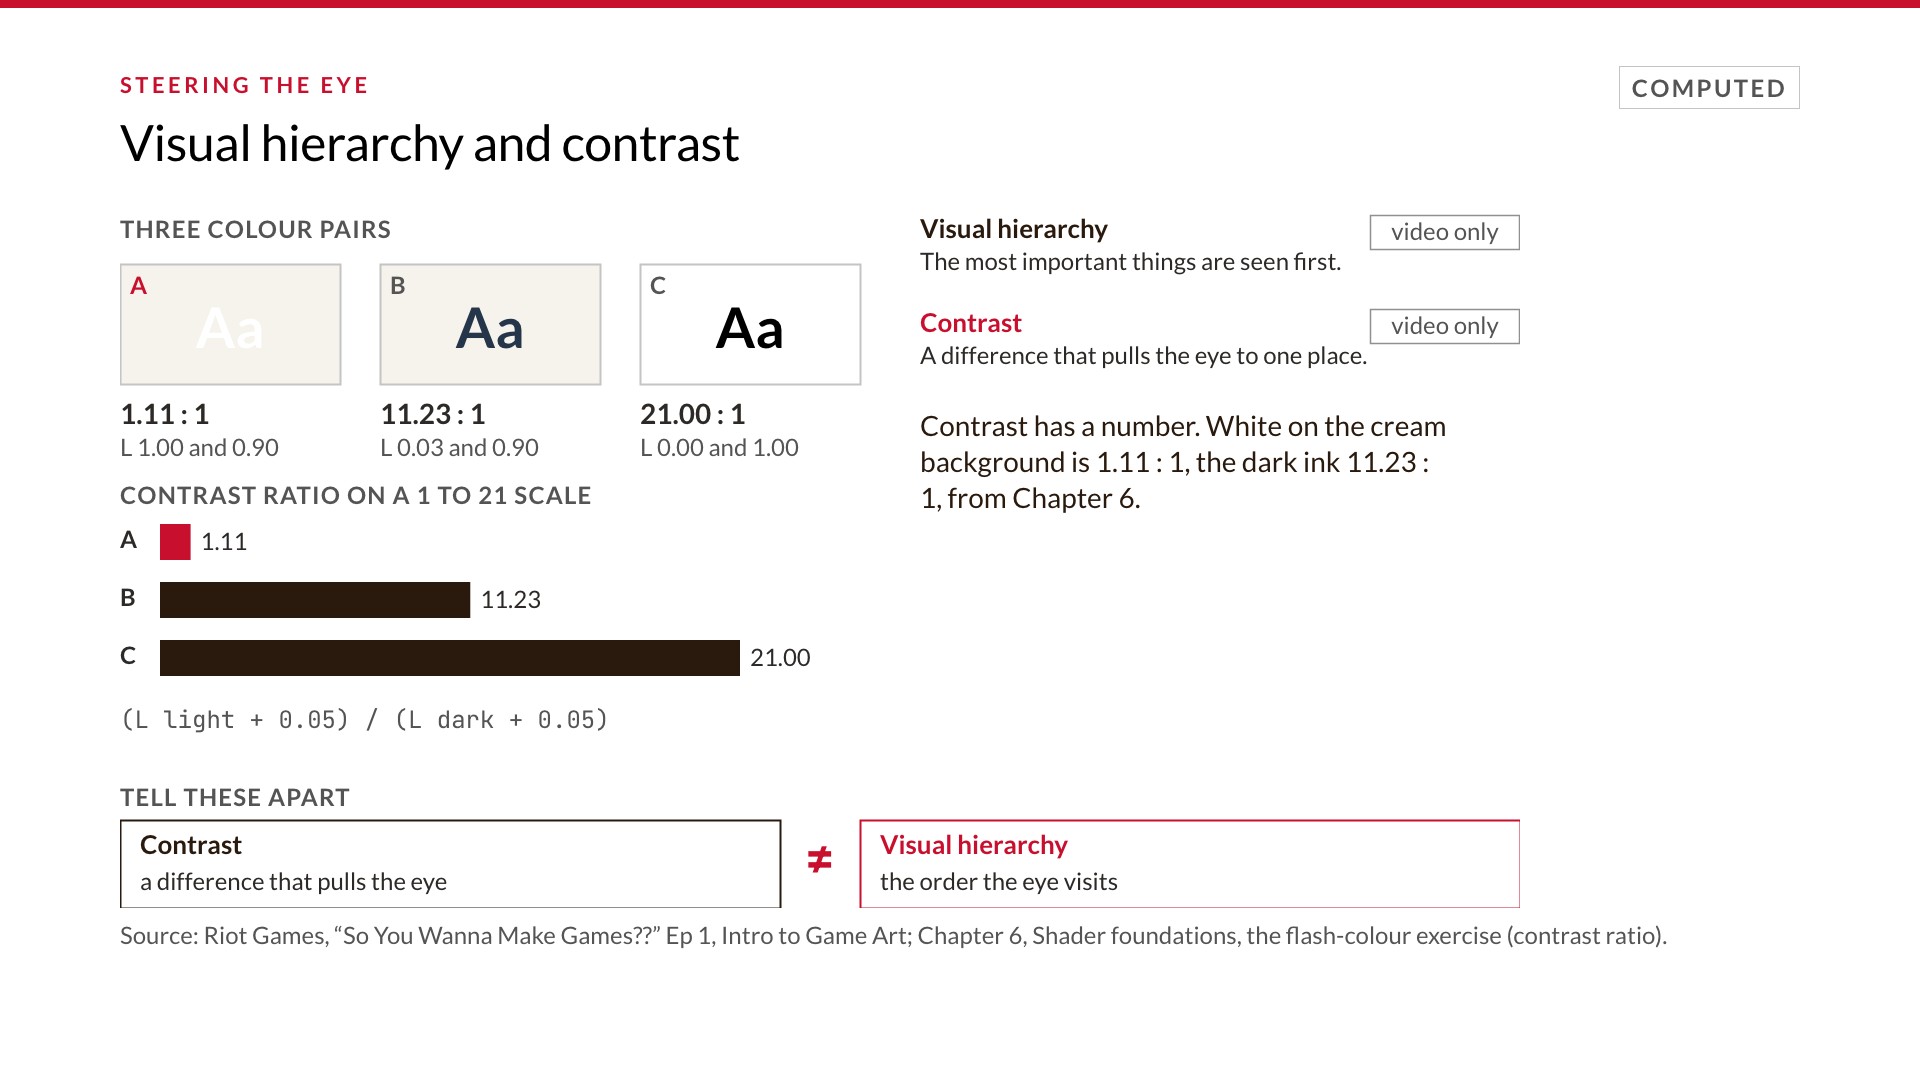 STEERING THE EYE
COMPUTED
Visual hierarchy and contrast
THREE COLOUR PAIRS
A
Aa
B
Aa
C
Aa
1.11 : 1
L 1.00 and 0.90
11.23 : 1
L 0.03 and 0.90
21.00 : 1
L 0.00 and 1.00
CONTRAST RATIO ON A 1 TO 21 SCALE
A 1.11
B 11.23
C 21.00
(L light + 0.05) / (L dark + 0.05)
Visual hierarchy
video only
The most important things are seen first.
Contrast
video only
A difference that pulls the eye to one place.
Contrast has a number. White on the cream
background is 1.11 : 1, the dark ink 11.23 :
1, from Chapter 6.
TELL THESE APART
Contrast
a difference that pulls the eye
≠
Visual hierarchy
the order the eye visits
Source: Riot Games, “So You Wanna Make Games??” Ep 1, Intro to Game Art; Chapter 6, Shader foundations, the flash-colour exercise (contrast ratio).